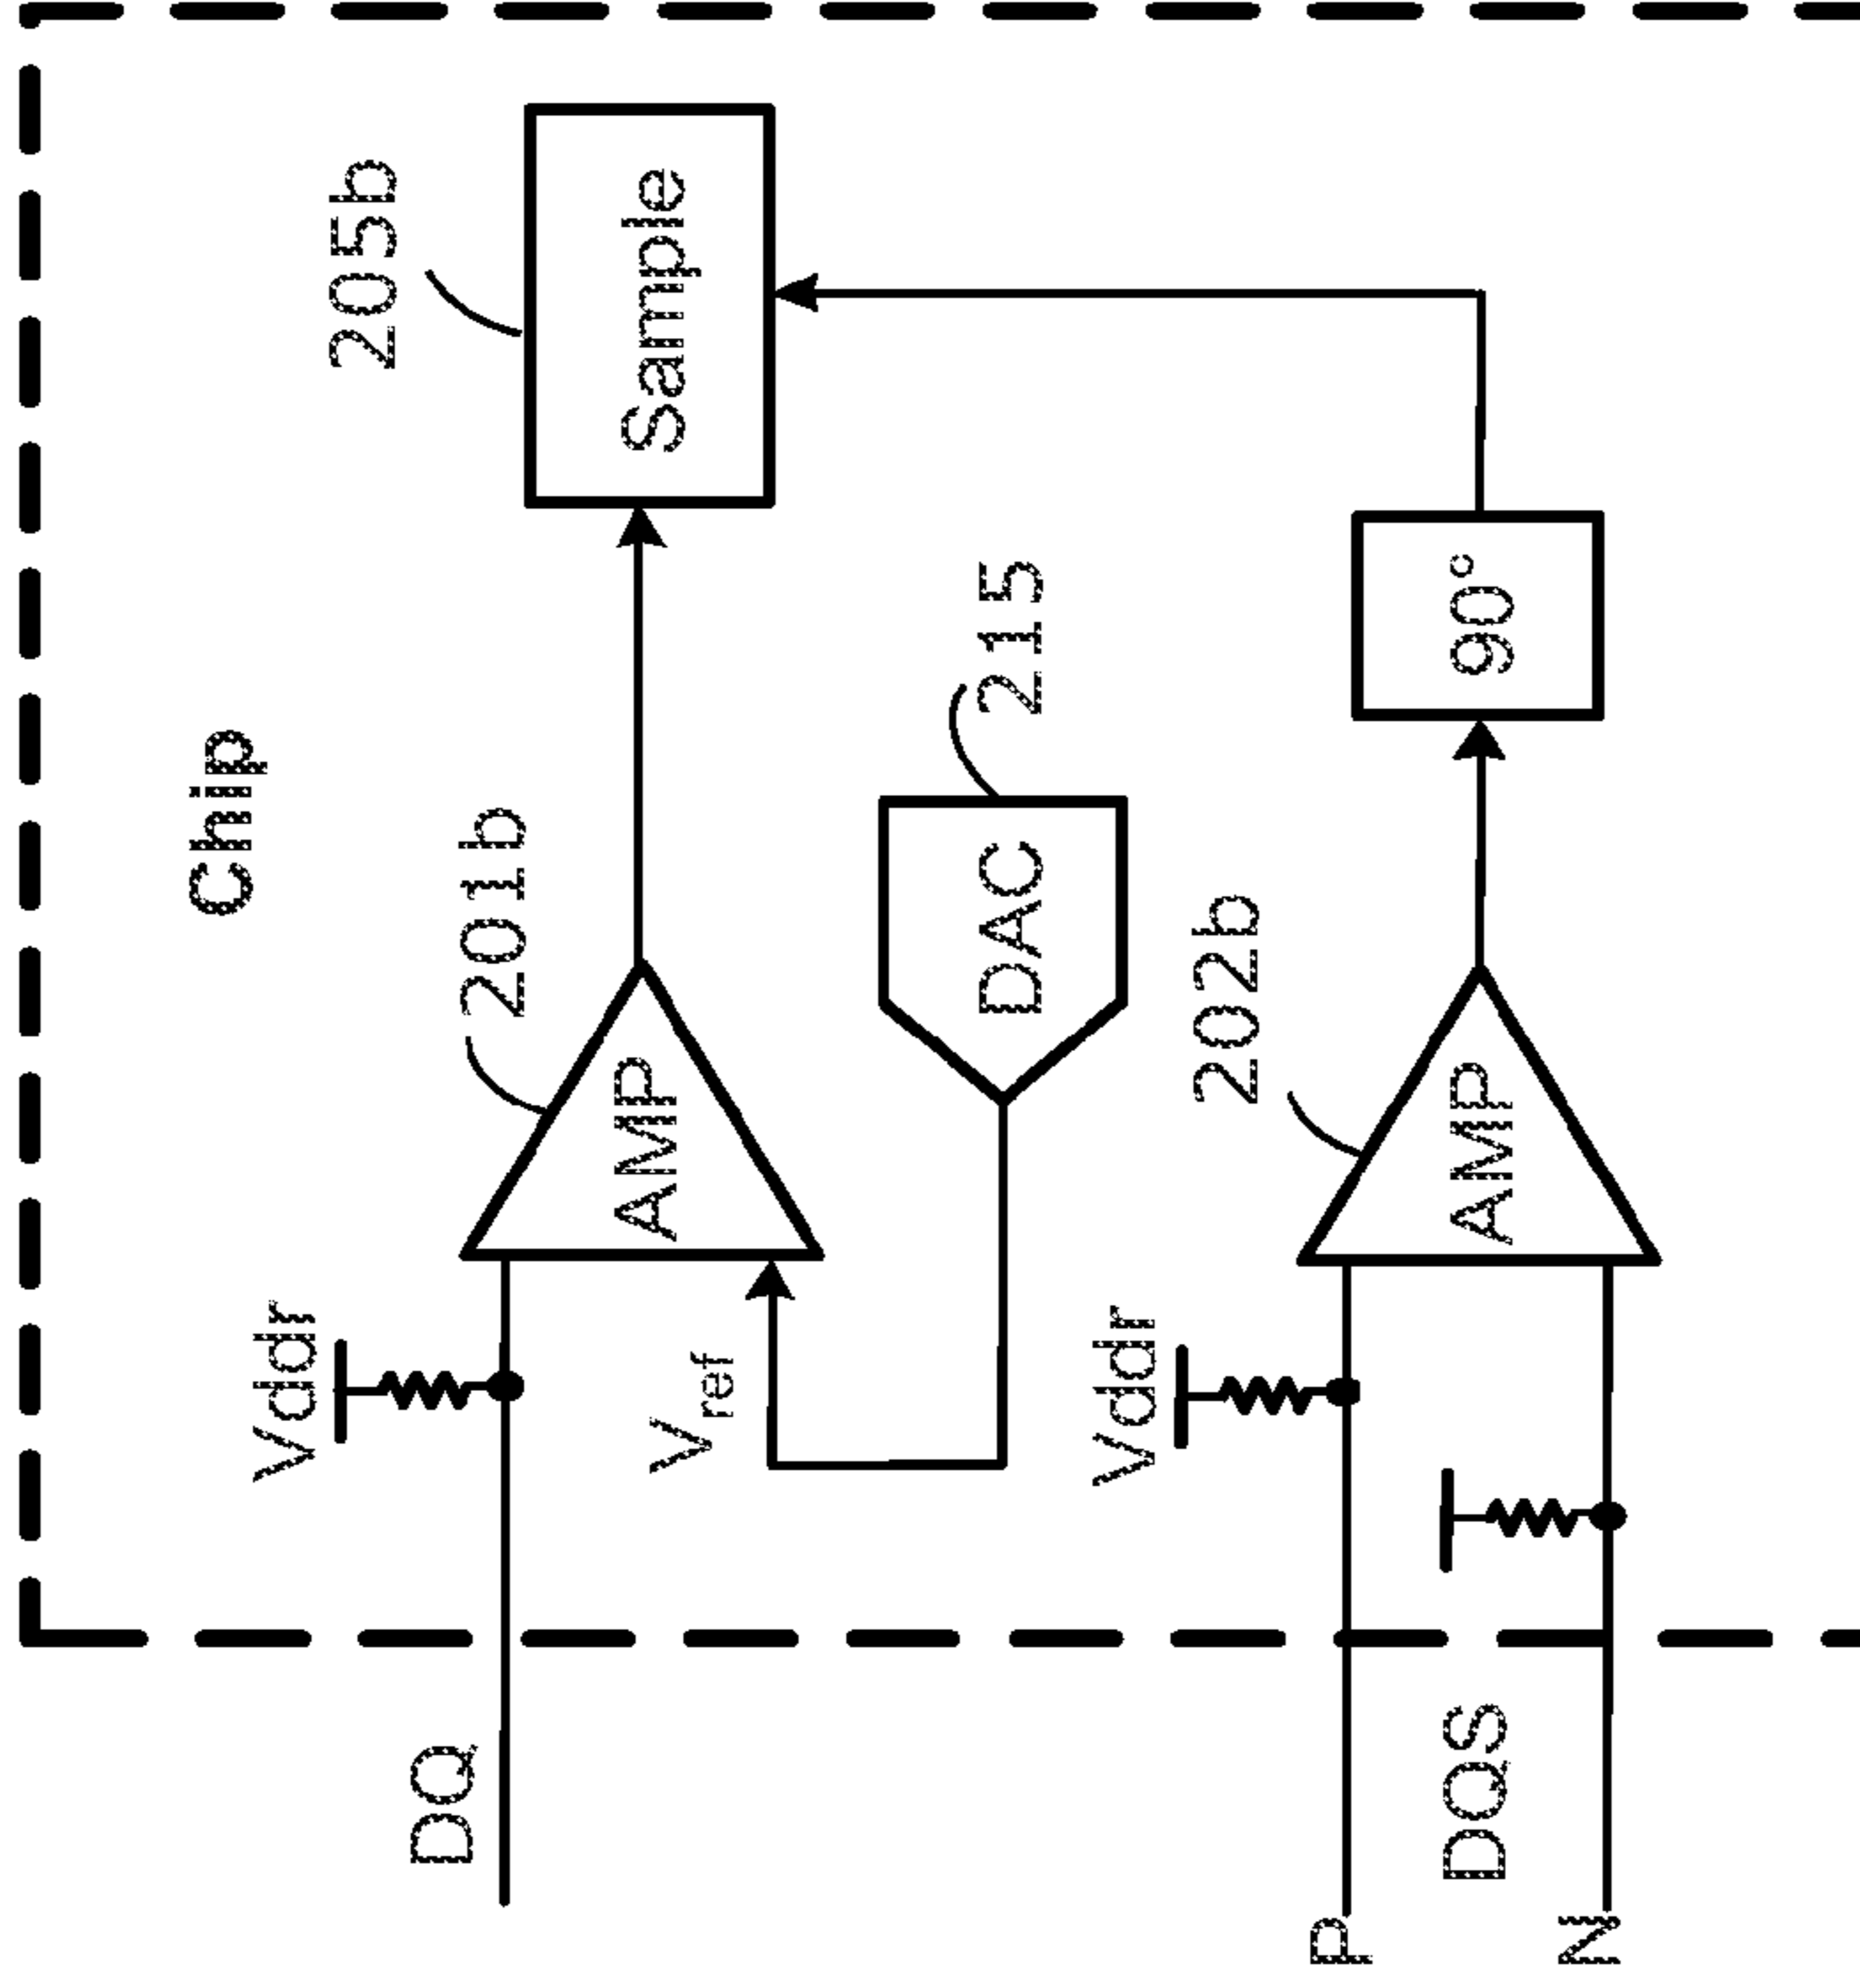 Chip
205b
Sample
201b
AMP
Vddr
DQ
Vref
215
DAC
202b
90°
AMP
Vddr
DQS
P
N